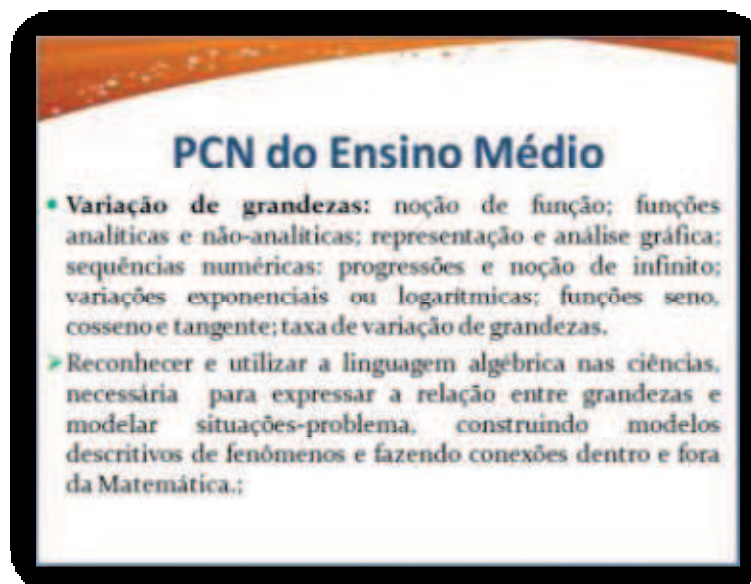 PCN do Ensino Médio
• Variação de grandezas: noção de função; funções
analíticas e não-analíticas; representação e análise gráfica;
sequências numéricas: progressões e noção de infinito;
variações exponenciais ou logarítmicas; funções seno,
cosseno e tangente; taxa de variação de grandezas.
➢ Reconhecer e utilizar a linguagem algébrica nas ciências,
necessária para expressar a relação entre grandezas e
modelar situações-problema, construindo modelos
descritivos de fenômenos e fazendo conexões dentro e fora
da Matemática.;